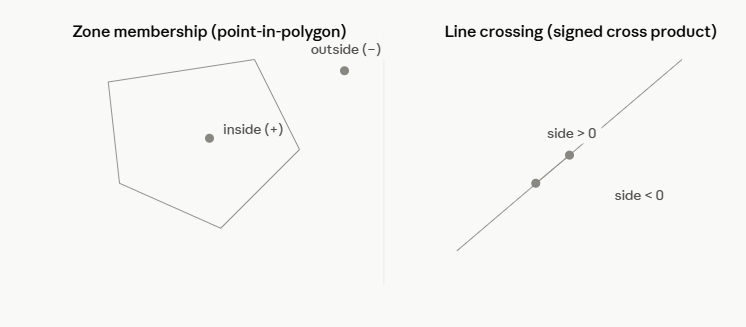 Zone membership (point-in-polygon)
outside (−)
inside (+)
Line crossing (signed cross product)
side > 0
side < 0